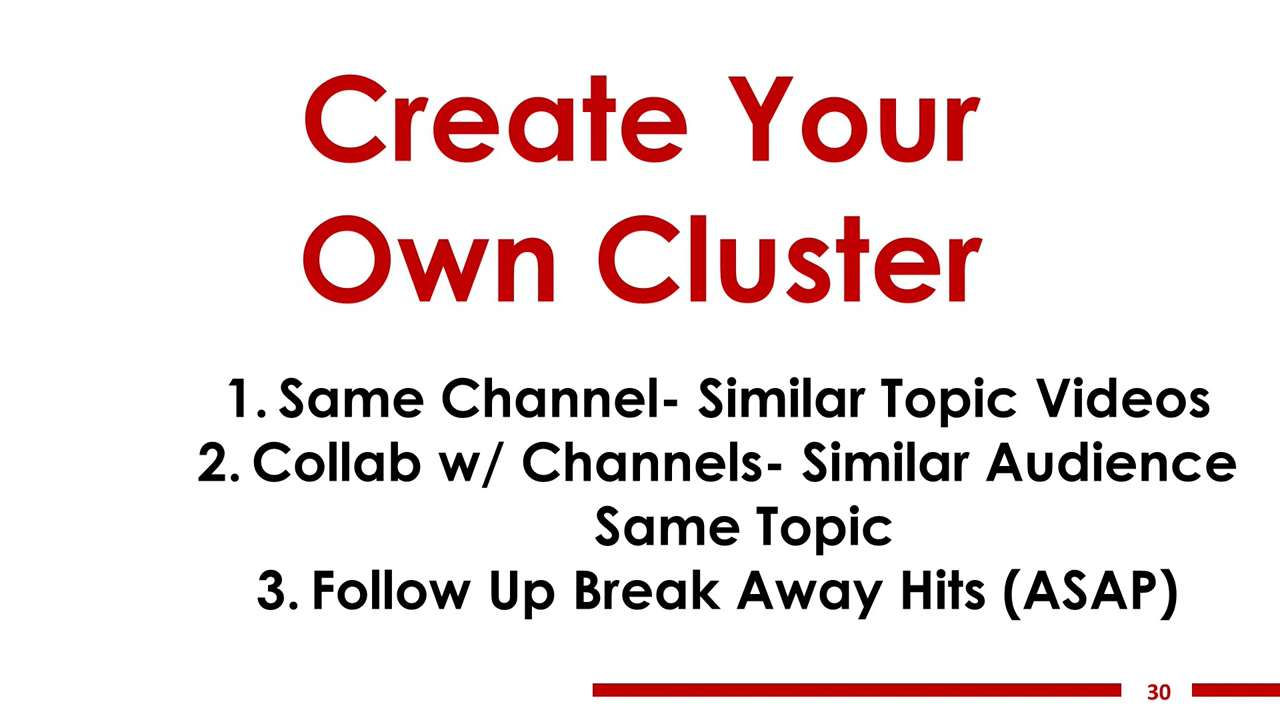 Create Your
Own Cluster
1. Same Channel- Similar Topic Videos
2. Collab w/ Channels- Similar Audience
Same Topic
3. Follow Up Break Away Hits (ASAP)
30